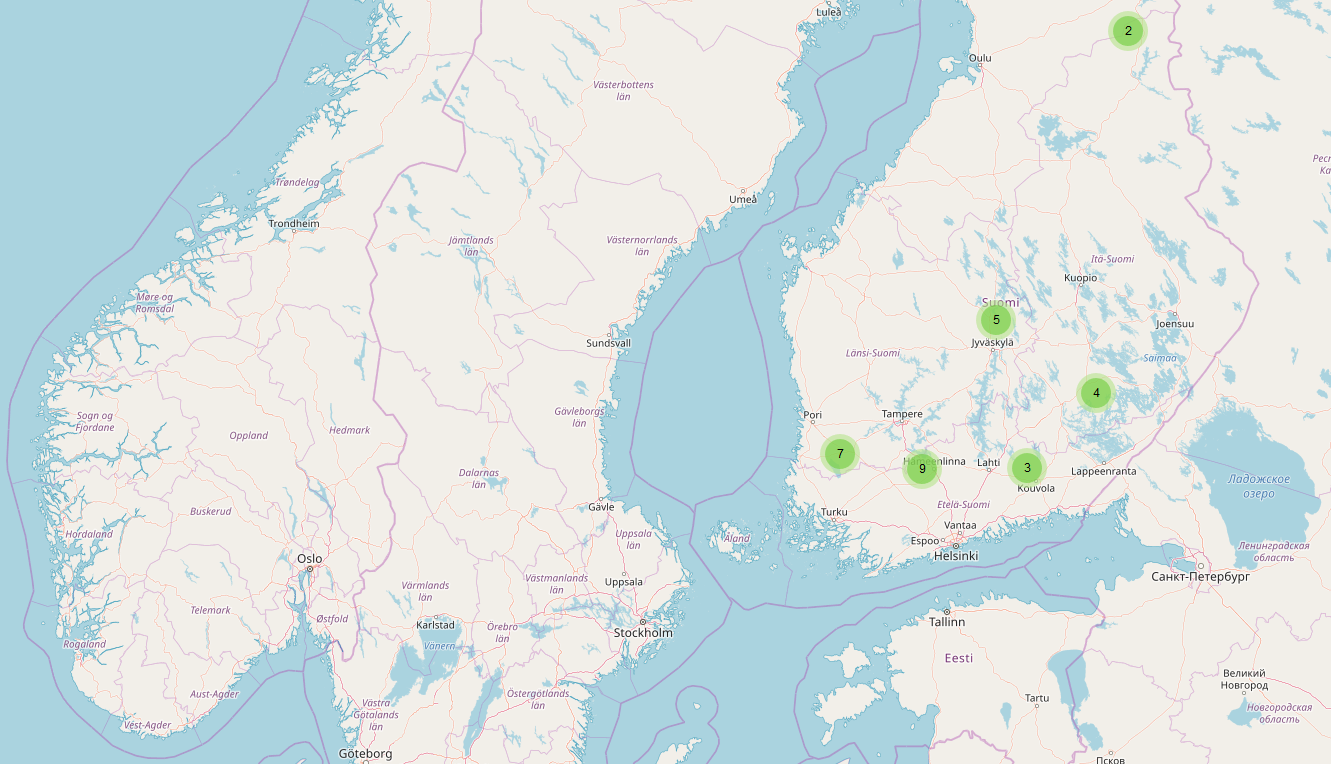 Luleå
2
Oulu
Västerbottens
län
Trøndelag
Trondheim
Umeå
Jämtlands
län
Västernorrlands
län
Itä-Suomi
Kuopio
Møre og
Romsdal
Suomi
5
Joensuu
Sundsvall
Jyväskylä
Länsi-Suomi
Saimaa
4
Sogn og
Fjordane
Oppland
Hedmark
Gävleborgs
län
Pori
Tampere
7
9
Hämeenlinna
Lahti
3
Lappeenranta
Kouvola
Dalarnas
län
Ладожское
озеро
Buskerud
Gävle
Turku
Etelä-Suomi
Hordaland
Uppsala
län
Åland
Vantaa
Espoo
Helsinki
Ленинградская
область
Oslo
Västmanlands
län
Uppsala
Санкт-Петербург
Värmlands
län
Telemark
Østfold
Karlstad
Örebro
län
Stockholm
Tallinn
Rogaland
Vänern
Eesti
Великий
Новгород
Aust-Agder
Västra
Götalands
län
Östergötlands
län
Tartu
Новгородская
область
Vest-Agder
Göteborg
Псков